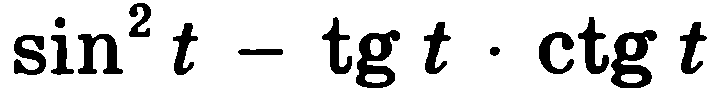 sin² t − tg t · ctg t